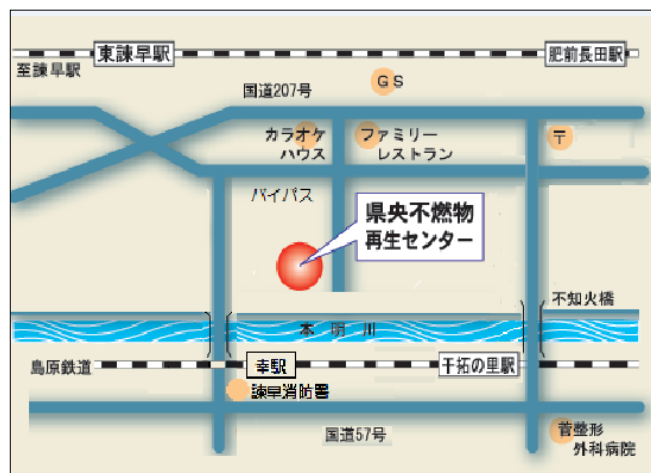 東諫早駅
肥前長田駅
至諫早駅
GS
国道207号
カラオケ
ハウス
ファミリー
レストラン
〒
バイパス
県央不燃物
再生センター
不知火橋
本明川
島原鉄道
幸駅
干拓の里駅
諫早消防署
国道57号
菅整形
外科病院